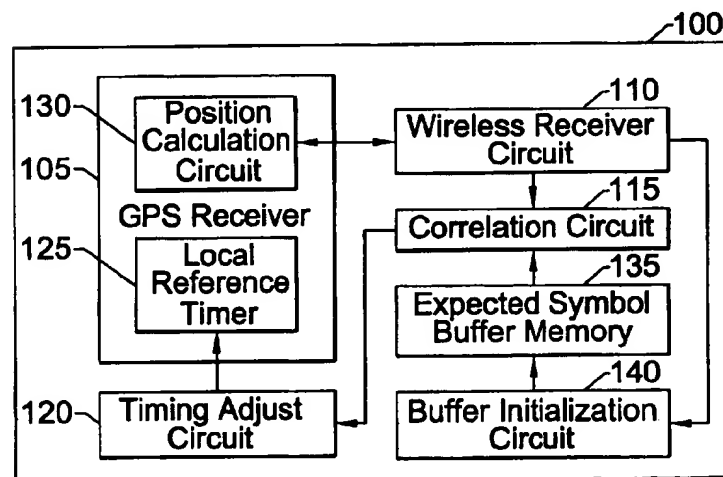 100
130
Position
Calculation
Circuit
110
Wireless Receiver
Circuit
105
GPS Receiver
115
Correlation Circuit
125
Local
Reference
Timer
135
Expected Symbol
Buffer Memory
120
Timing Adjust
Circuit
140
Buffer Initialization
Circuit